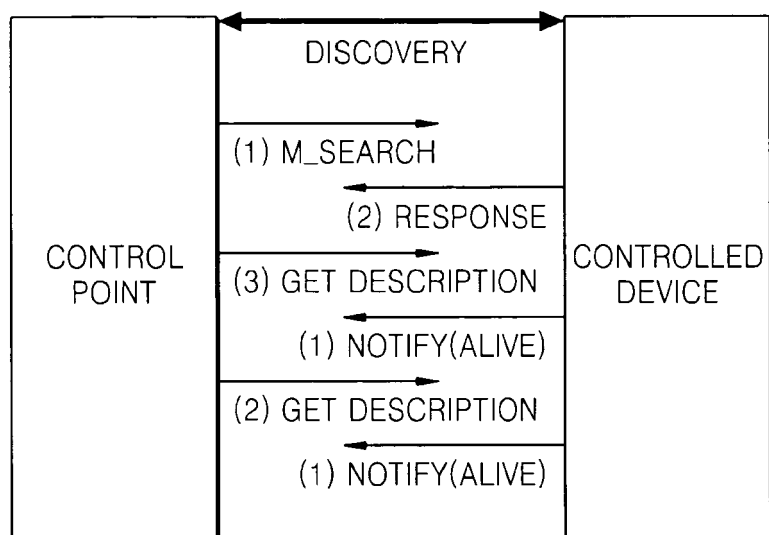 DISCOVERY
(1) M_SEARCH
(2) RESPONSE
CONTROL
POINT
(3) GET DESCRIPTION
CONTROLLED
DEVICE
(1) NOTIFY(ALIVE)
(2) GET DESCRIPTION
(1) NOTIFY(ALIVE)